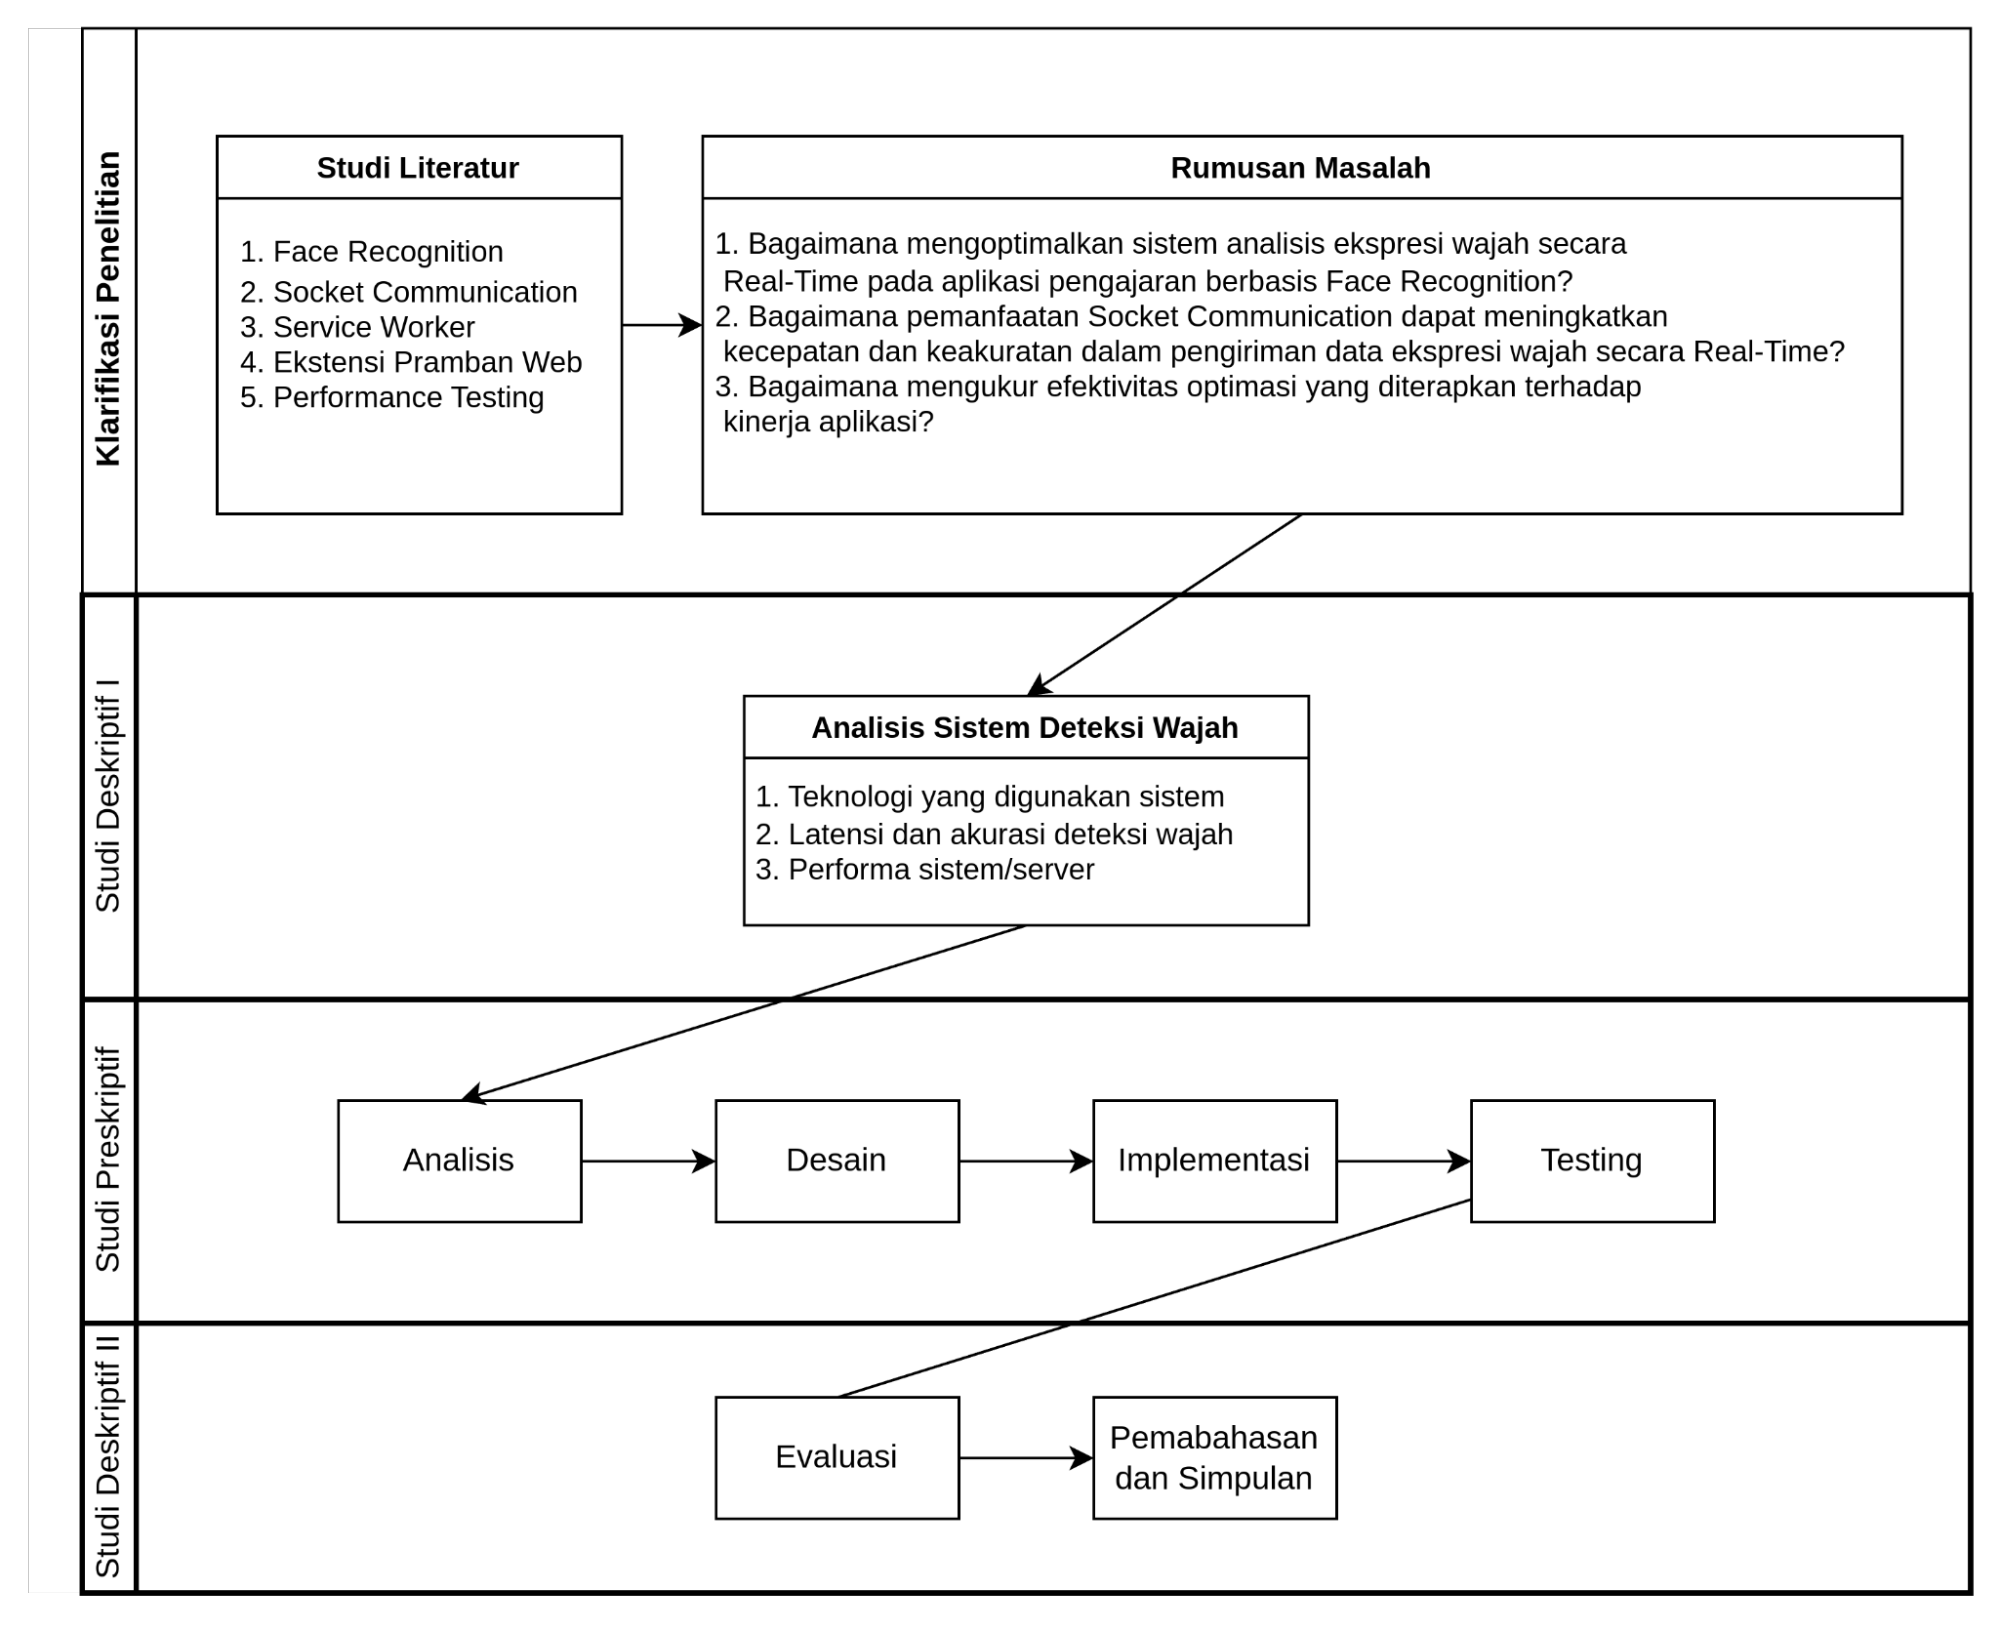 Klarifikasi Penelitian
Studi Literatur
1. Face Recognition
2. Socket Communication
3. Service Worker
4. Ekstensi Pramban Web
5. Performance Testing
Rumusan Masalah
1. Bagaimana mengoptimalkan sistem analisis ekspresi wajah secara
Real-Time pada aplikasi pengajaran berbasis Face Recognition?
2. Bagaimana pemanfaatan Socket Communication dapat meningkatkan
kecepatan dan keakuratan dalam pengiriman data ekspresi wajah secara Real-Time?
3. Bagaimana mengukur efektivitas optimasi yang diterapkan terhadap
kinerja aplikasi?
Studi Deskriptif I
Analisis Sistem Deteksi Wajah
1. Teknologi yang digunakan sistem
2. Latensi dan akurasi deteksi wajah
3. Performa sistem/server
Studi Preskriptif
Analisis
Desain
Implementasi
Testing
Studi Deskriptif II
Evaluasi
Pemabahasan
dan Simpulan